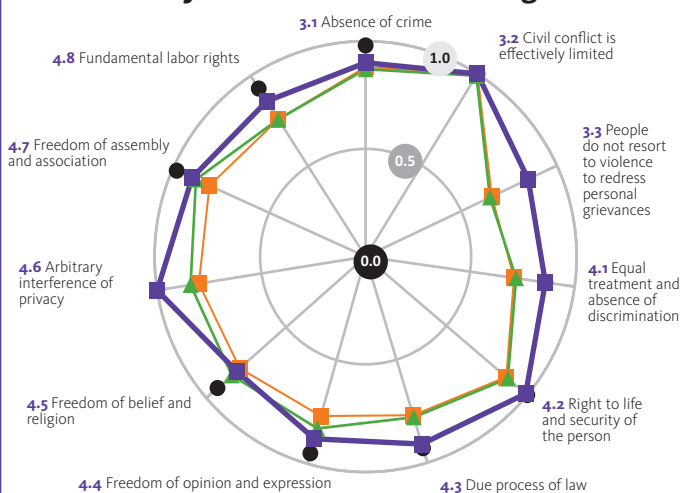 3.1 Absence of crime
1.0
3.2 Civil conflict is
effectively limited
4.8 Fundamental labor rights
3.3 People
do not resort
to violence
to redress
personal
grievances
4.7 Freedom of assembly
and association
0.5
0.0
4.6 Arbitrary
interference of
privacy
4.1 Equal
treatment and
absence of
discrimination
4.5 Freedom of belief and
religion
4.2 Right to life
and security of
the person
4.4 Freedom of opinion and expression
4.3 Due process of law